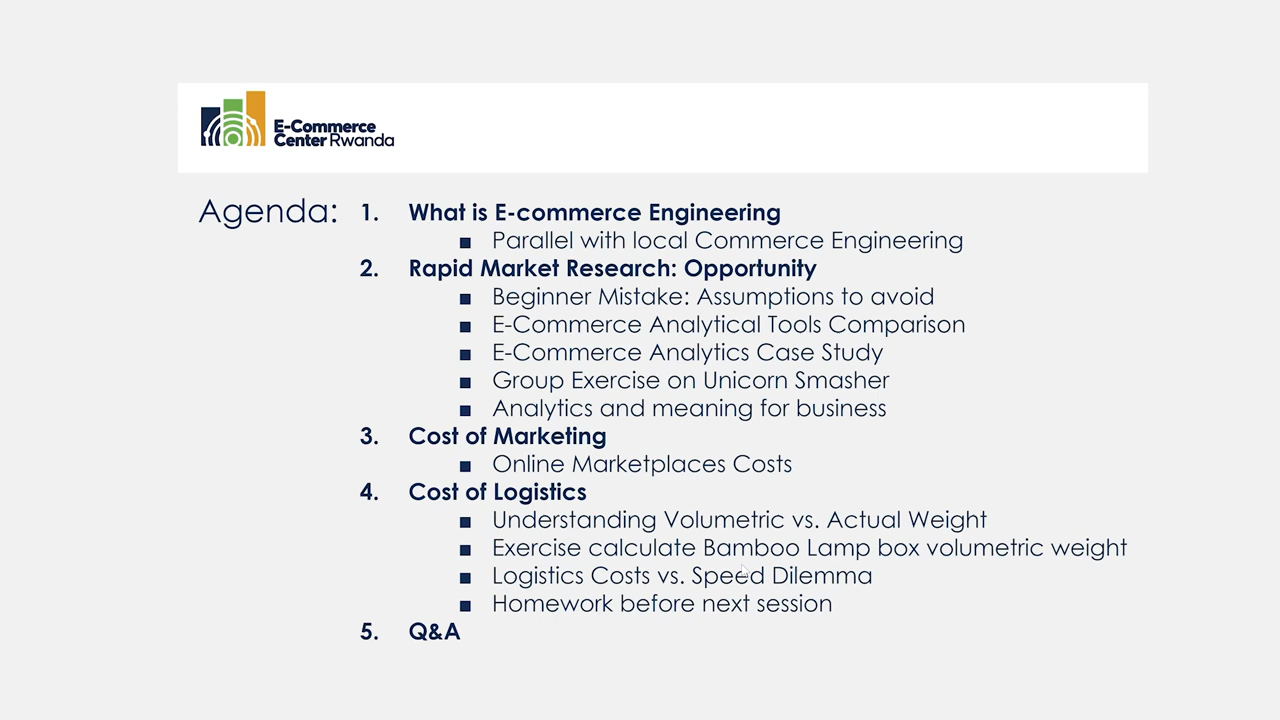 E-Commerce
Center Rwanda
Agenda:
1. What is E-commerce Engineering
■ Parallel with local Commerce Engineering
2. Rapid Market Research: Opportunity
■ Beginner Mistake: Assumptions to avoid
■ E-Commerce Analytical Tools Comparison
■ E-Commerce Analytics Case Study
■ Group Exercise on Unicorn Smasher
■ Analytics and meaning for business
3. Cost of Marketing
■ Online Marketplaces Costs
4. Cost of Logistics
■ Understanding Volumetric vs. Actual Weight
■ Exercise calculate Bamboo Lamp box volumetric weight
■ Logistics Costs vs. Speed Dilemma
■ Homework before next session
5. Q&A